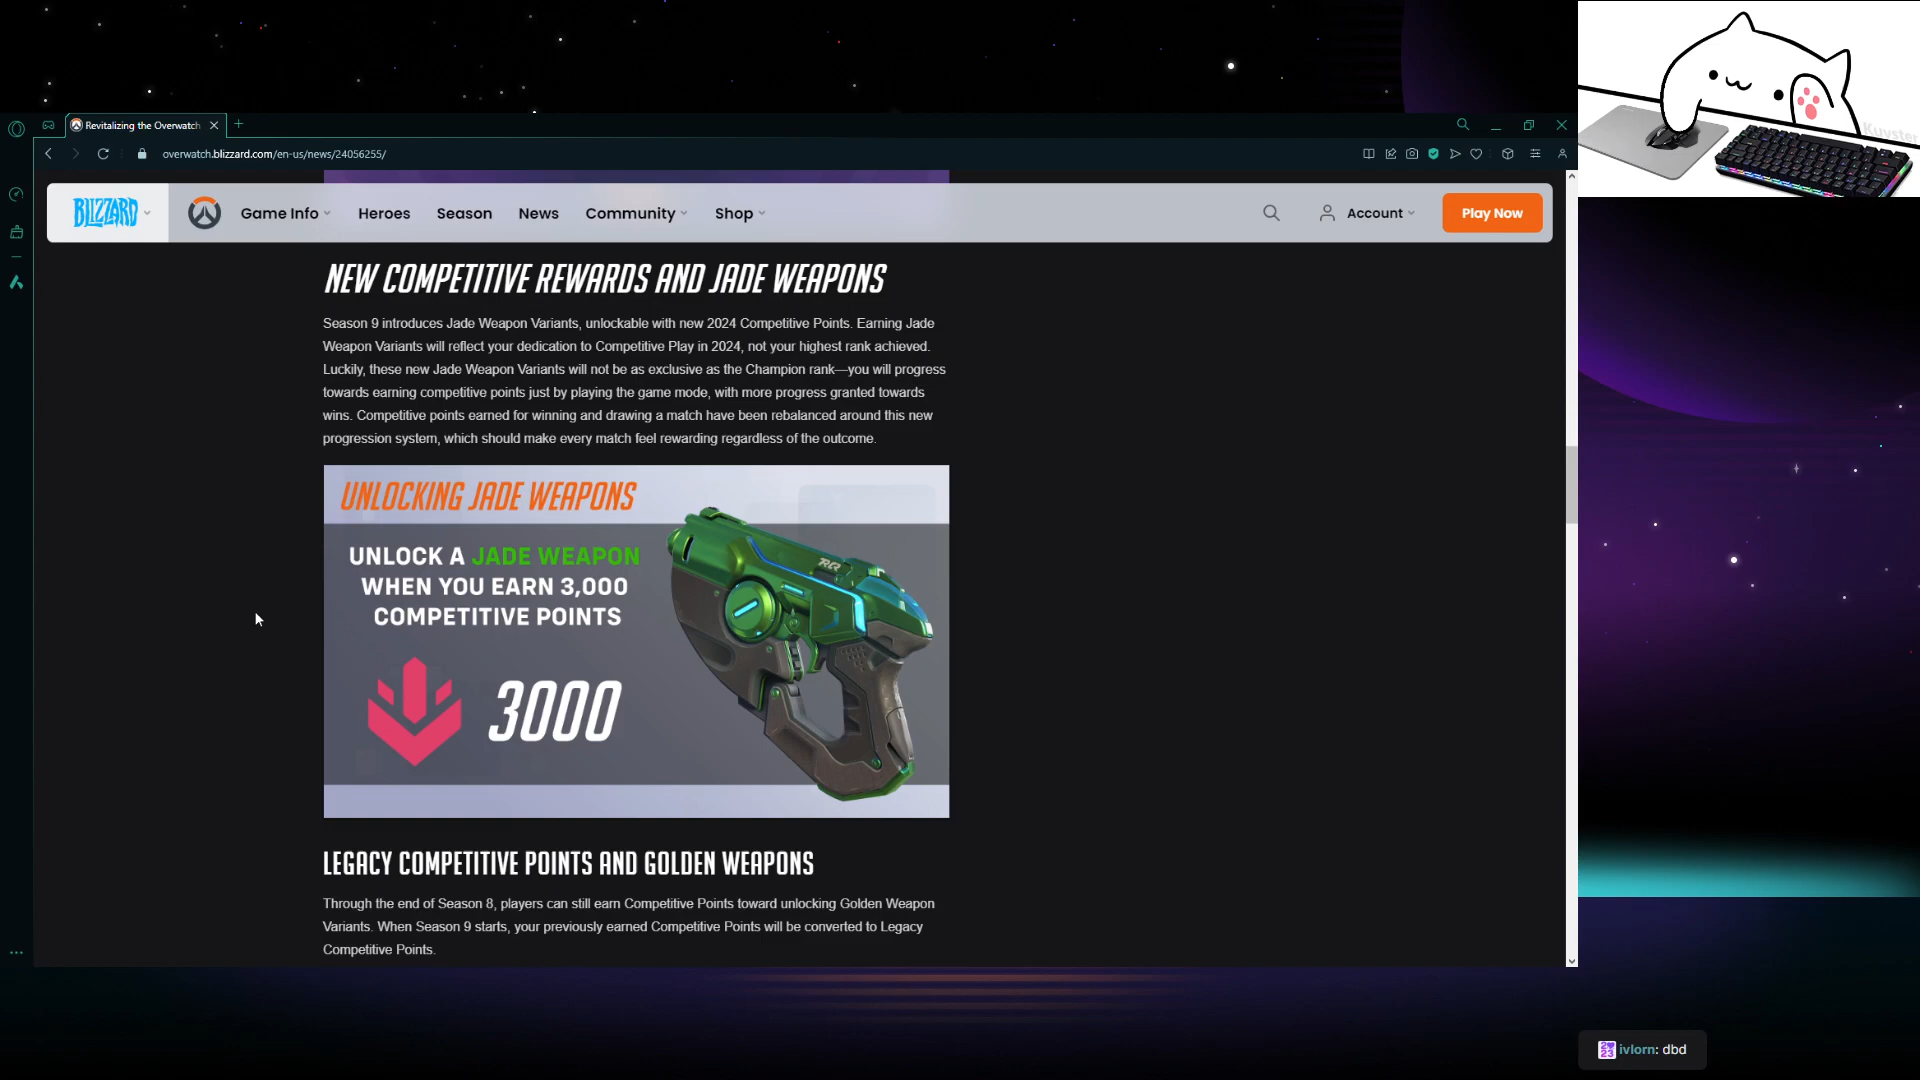 Kuvster
Revitalizing the Overwatch
overwatch.blizzard.com/en-us/news/24056255/
BLIZZARD
Game Info
Heroes
Season
News
Community
Shop
Account
Play Now
NEW COMPETITIVE REWARDS AND JADE WEAPONS
Season 9 introduces Jade Weapon Variants, unlockable with new 2024 Competitive Points. Earning Jade
Weapon Variants will reflect your dedication to Competitive Play in 2024, not your highest rank achieved.
Luckily, these new Jade Weapon Variants will not be as exclusive as the Champion rank—you will progress
towards earning competitive points just by playing the game mode, with more progress granted towards
wins. Competitive points earned for winning and drawing a match have been rebalanced around this new
progression system, which should make every match feel rewarding regardless of the outcome.
UNLOCKING JADE WEAPONS
UNLOCK A JADE WEAPON
WHEN YOU EARN 3,000
COMPETITIVE POINTS
3000
LEGACY COMPETITIVE POINTS AND GOLDEN WEAPONS
Through the end of Season 8, players can still earn Competitive Points toward unlocking Golden Weapon
Variants. When Season 9 starts, your previously earned Competitive Points will be converted to Legacy
Competitive Points.
ivlorn: dbd